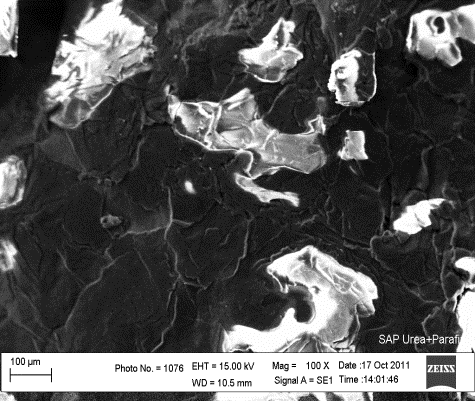 SAP Urea+Parafi
100 µm
Photo No. = 1076
EHT = 15.00 kV
WD = 10.5 mm
Mag = 100 X
Signal A = SE1
Date :17 Oct 2011
Time :14:01:46
ZEISS